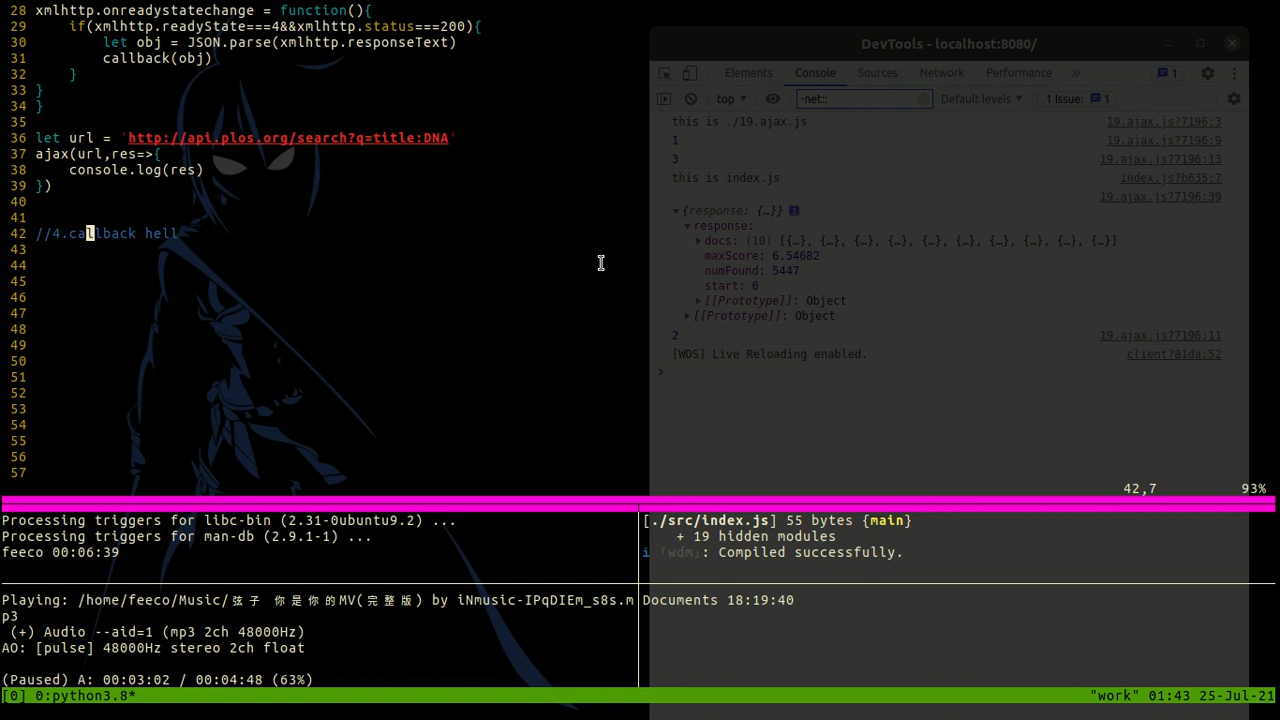 28 xmlhttp.onreadystatechange = function(){
29     if(xmlhttp.readyState===4&&xmlhttp.status===200){
30         let obj = JSON.parse(xmlhttp.responseText)
31         callback(obj)
32     }
33 }
34 }
35
36 let url = 'http://api.plos.org/search?q=title:DNA'
37 ajax(url,res=>{
38     console.log(res)
39 })
40
41
42 //4.callback hell
43
44
45
46
47
48
49
50
51
52
53
54
55
56
57
42,7 93%
DevTools - localhost:8080/
Elements Console Sources Network Performance » 1
top -net:: Default levels 1 Issue: 1
this is ./19.ajax.js 19.ajax.js?7196:3
1 19.ajax.js?7196:9
3 19.ajax.js?7196:13
this is index.js index.js?b635:7
19.ajax.js?7196:39
{response: {…}}
response:
docs: (10) [{…}, {…}, {…}, {…}, {…}, {…}, {…}, {…}, {…}, {…}]
maxScore: 6.54682
numFound: 5447
start: 0
[[Prototype]]: Object
[[Prototype]]: Object
2 19.ajax.js?7196:11
[WDS] Live Reloading enabled. client?81da:52
Processing triggers for libc-bin (2.31-0ubuntu9.2) ...
Processing triggers for man-db (2.9.1-1) ...
feeco 00:06:39
[./src/index.js] 55 bytes {main}
+ 19 hidden modules
i 「wdm」: Compiled successfully.
Playing: /home/feeco/Music/弦子 你是你的MV(完整版) by iNmusic-IPqDIEm_s8s.m
p3
(+) Audio --aid=1 (mp3 2ch 48000Hz)
AO: [pulse] 48000Hz stereo 2ch float
(Paused) A: 00:03:02 / 00:04:48 (63%)
Documents 18:19:40
[0] 0:python3.8* "work" 01:43 25-Jul-21